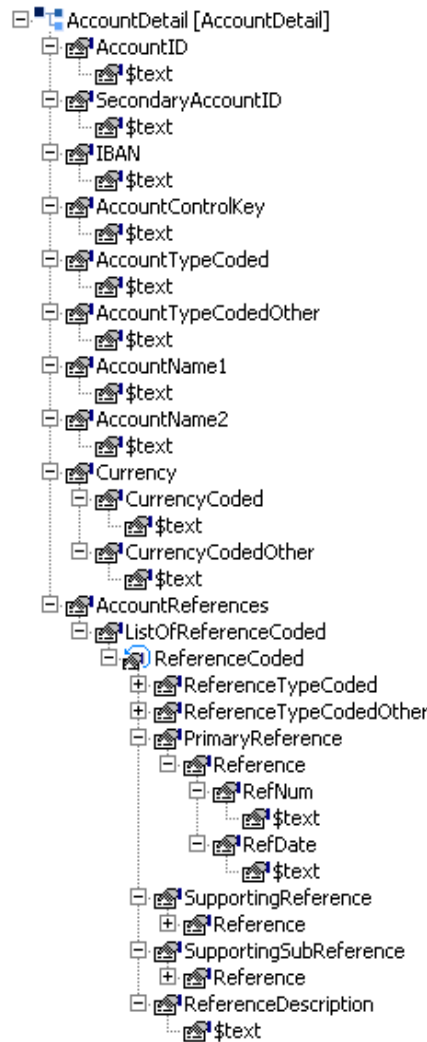 AccountDetail [AccountDetail]
AccountID
$text
SecondaryAccountID
$text
IBAN
$text
AccountControlKey
$text
AccountTypeCoded
$text
AccountTypeCodedOther
$text
AccountName1
$text
AccountName2
$text
Currency
CurrencyCoded
$text
CurrencyCodedOther
$text
AccountReferences
ListOfReferenceCoded
ReferenceCoded
ReferenceTypeCoded
ReferenceTypeCodedOther
PrimaryReference
Reference
RefNum
$text
RefDate
$text
SupportingReference
Reference
SupportingSubReference
Reference
ReferenceDescription
$text